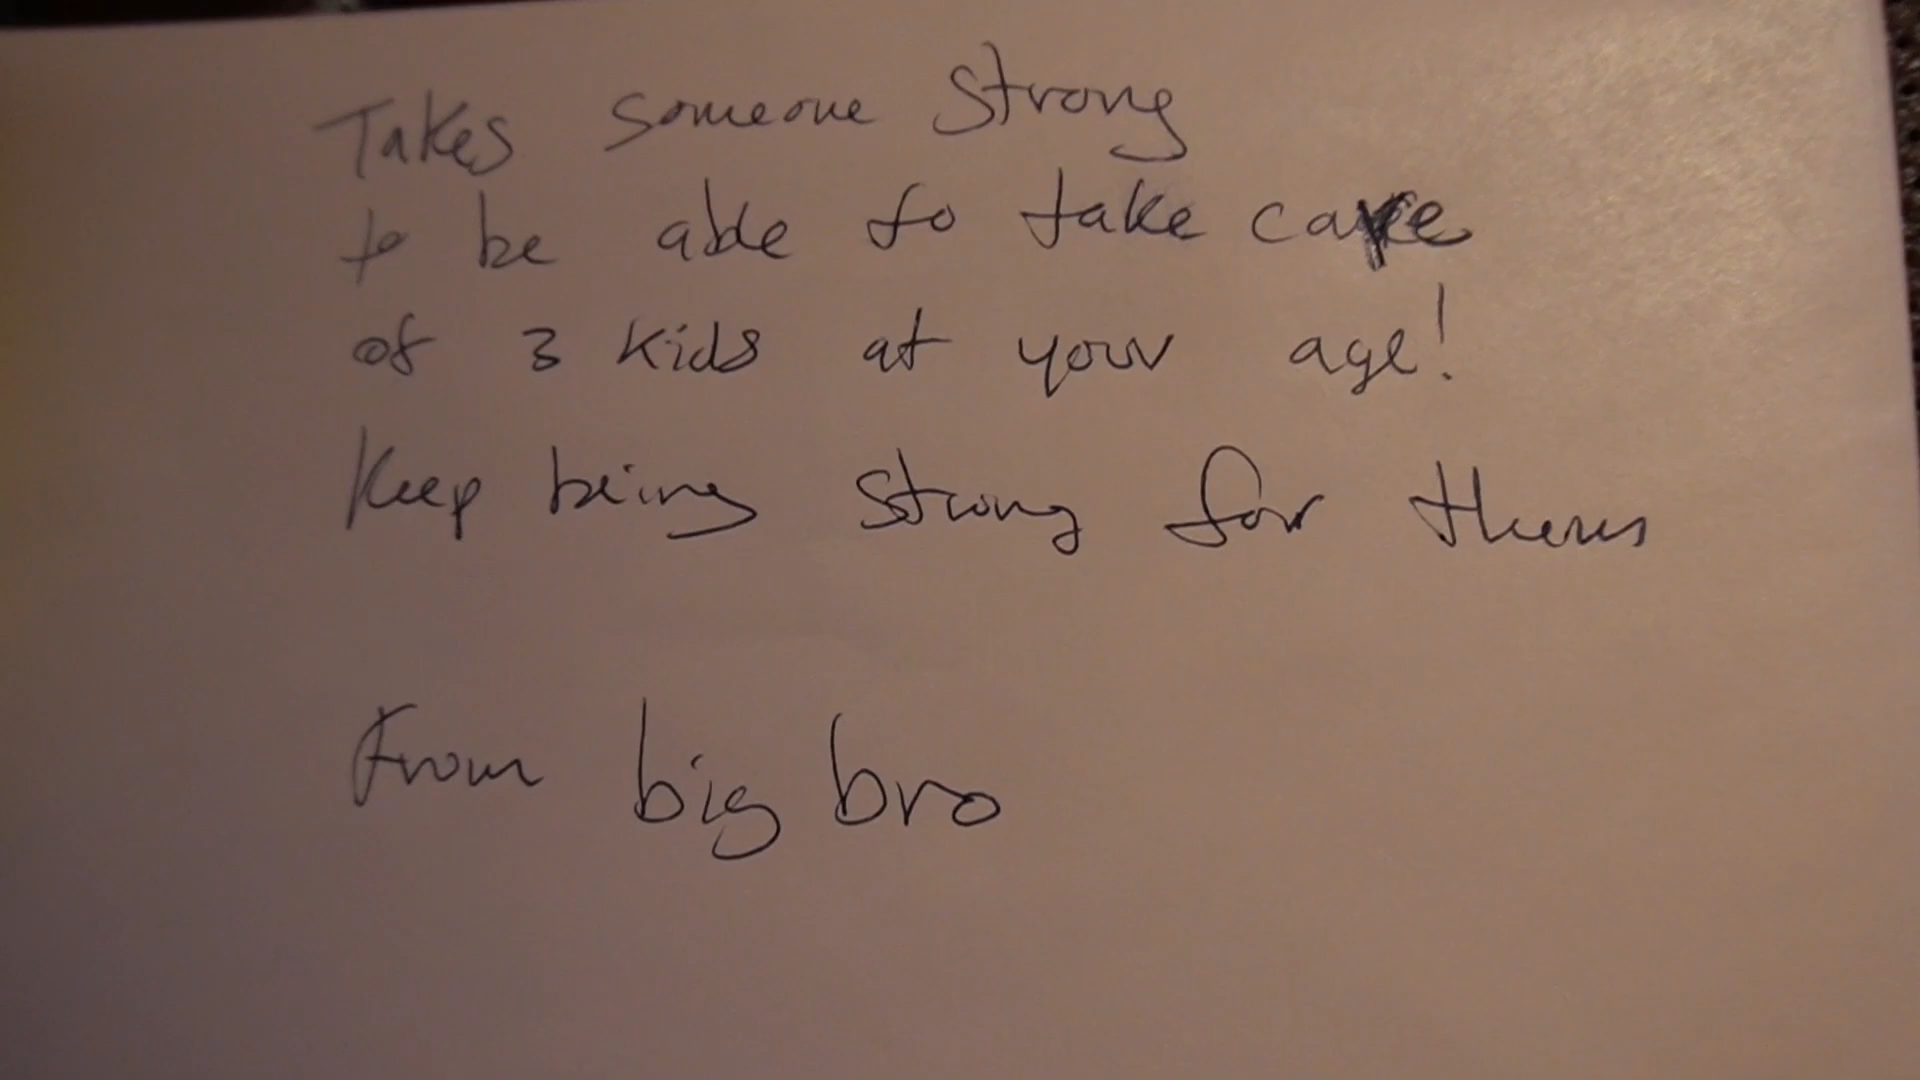 Takes someone strong
to be able to take care
of 3 kids at your age!
Keep being strong for them
From big bro